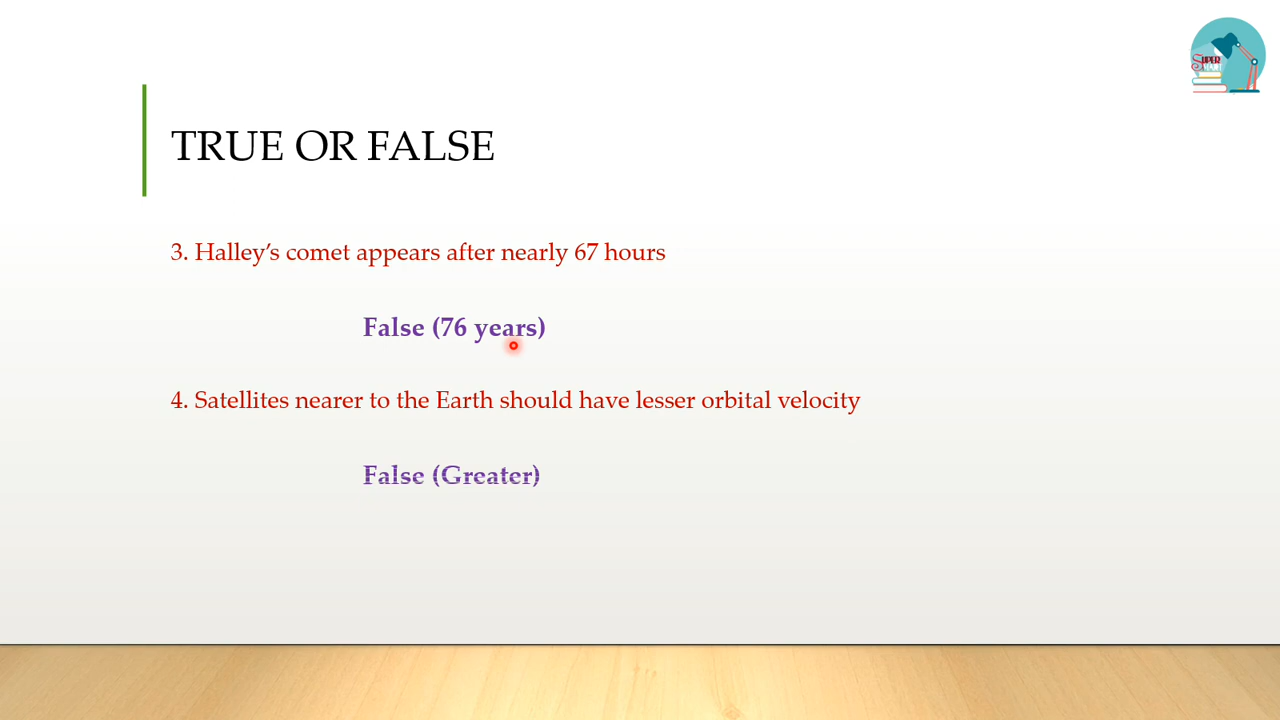 SUPER
TRUE OR FALSE
3. Halley’s comet appears after nearly 67 hours
False (76 years)
4. Satellites nearer to the Earth should have lesser orbital velocity
False (Greater)